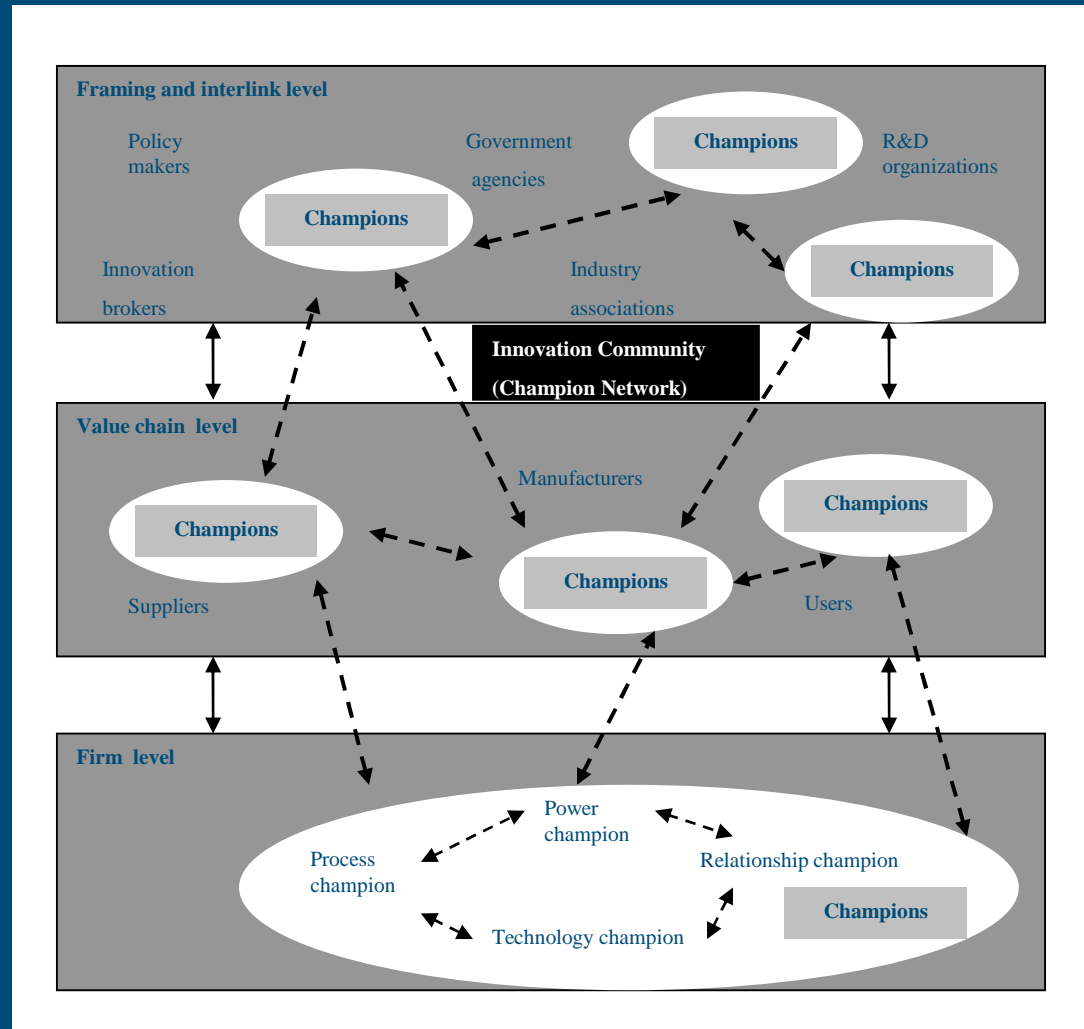 Framing and interlink level
Policy
makers
Government
agencies
Champions
R&D
organizations
Champions
Innovation
brokers
Industry
associations
Champions
Innovation Community
(Champion Network)
Value chain level
Manufacturers
Champions
Champions
Champions
Suppliers
Users
Firm level
Power
champion
Process
champion
Relationship champion
Champions
Technology champion